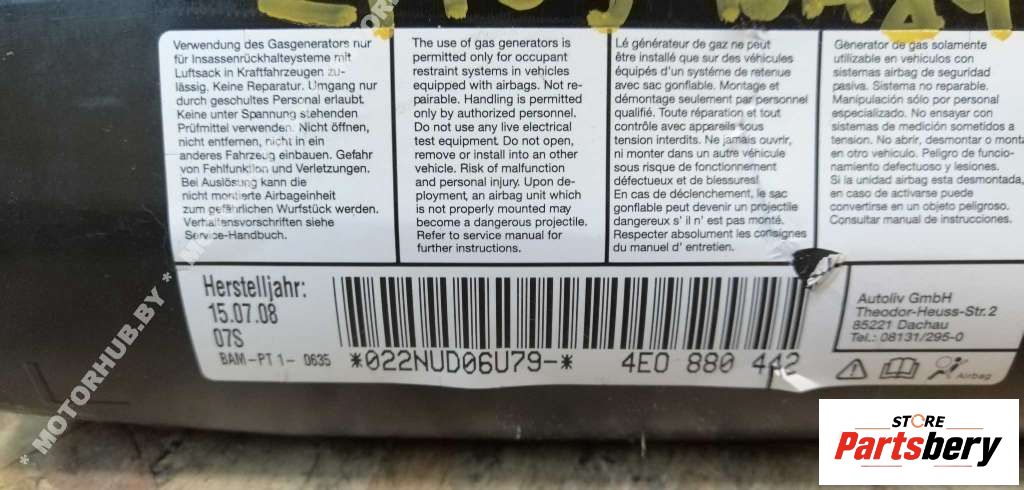 Verwendung des Gasgenerators nur
für Insassenrückhalteysteme mit
Luftsack in Kraftfahrzeugen zu-
lässig. Keine Reparatur. Umgang nur
durch geschultes Personal erlaubt.
Keine unter Spannung stehenden
Prüfmittel verwenden. Nicht öffnen,
nicht entfernen, nicht in ein
anderes Fahrzeug einbauen. Gefahr
von Fehlfunktion und Verletzungen.
Bei Auslösung kann die
nicht montierte Airbageinheit
zum gefährlichen Wurfstück werden.
Verhaltensvorschriften siehe
Service-Handbuch.
The use of gas generators is
permitted only for occupant
restraint systems in vehicles
equipped with airbags. Not re-
pairable. Handling is permitted
only by authorized personnel.
Do not use any live electrical
test equipment. Do not open,
remove or install into an other
vehicle. Risk of malfunction
and personal injury. Upon de-
ployment, an airbag unit which
is not properly mounted may
become a dangerous projectile.
Refer to service manual for
further instructions.
Lé générateur de gaz ne peut
être installé que sur des véhicules
équipés d'un système de retenue
avec sac gonflable. Montage et
démontage seulement par personnel
qualifié. Toute réparation et tout
contrôle avec appareils sous
tension interdits. Ne jamais ouvrir,
ni monter dans un autre véhicule
sous risque de fonctionnement
défectueux et de blessures!
En cas de déclenchement, le sac
gonflable peut devenir un projectile
dangereux s' il n' est pas monté.
Respecter absolument les consignes
du manuel d' entretien.
Generator de gas solamente
utilizable en vehiculos con
sistemas airbag de seguridad
pasiva. Sistema no reparable.
Manipulación sólo por personal
especializado. No ensayar con
sistemas de medición sometidos a
tension. No abrir, desmontar o monta
en otro vehiculo. Peligro de funcio-
namiento defectuoso y lesiones.
Si la unidad airbag esta desmontada,
en caso de activarse puede
convertirse en un objeto peligroso.
Consultar manual de instrucciones.
Herstelljahr:
15.07.08
07S
BAM-PT1- 0635
*022NUD06U79-*
4E0 880 442
Autoliv GmbH
Theodor-Heuss-Str.2
85221 Dachau
Tel.: 08131/295-0
Airbag
* MOTORHUB.BY *
STORE
Partsbery